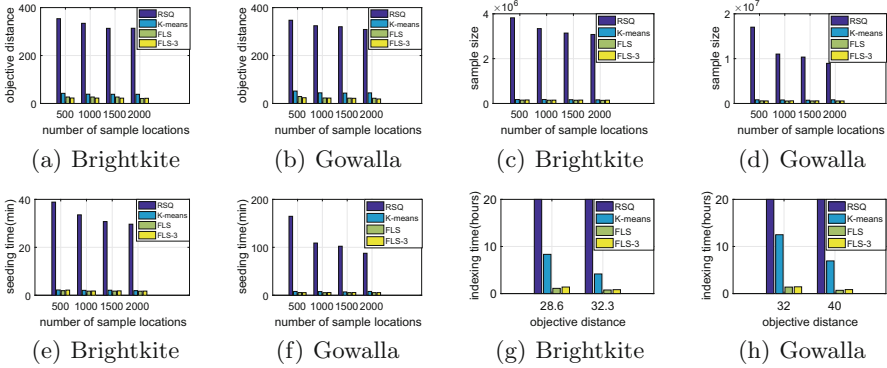 400
200
0
objective distance
RSQ
K-means
FLS
FLS-3
500 1000 1500 2000
number of sample locations
(a) Brightkite
400
200
0
objective distance
RSQ
K-means
FLS
FLS-3
500 1000 1500 2000
number of sample locations
(b) Gowalla
×10^6
4
2
0
sample size
RSQ
K-means
FLS
FLS-3
500 1000 1500 2000
number of sample locations
(c) Brightkite
×10^7
2
1
0
sample size
RSQ
K-means
FLS
FLS-3
500 1000 1500 2000
number of sample locations
(d) Gowalla
40
20
0
seeding time(min)
RSQ
K-means
FLS
FLS-3
500 1000 1500 2000
number of sample locations
(e) Brightkite
200
100
0
seeding time(min)
RSQ
K-means
FLS
FLS-3
500 1000 1500 2000
number of sample locations
(f) Gowalla
20
10
0
indexing time(hours)
RSQ
K-means
FLS
FLS-3
28.6 32.3
objective distance
(g) Brightkite
20
10
0
indexing time(hours)
RSQ
K-means
FLS
FLS-3
32 40
objective distance
(h) Gowalla